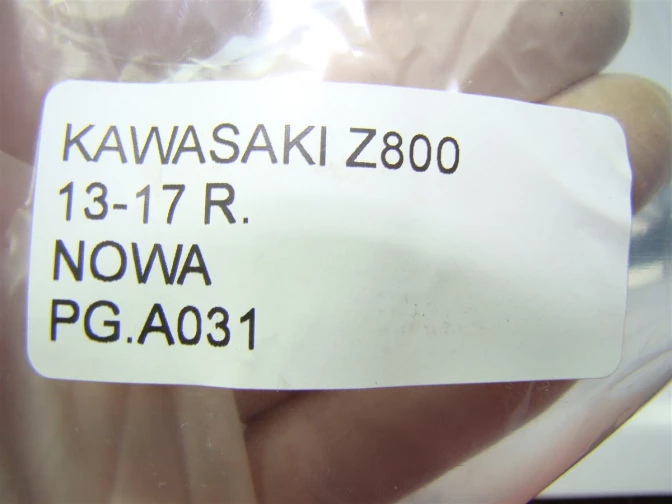 KAWASAKI Z800
13-17 R.
NOWA
PG.A031